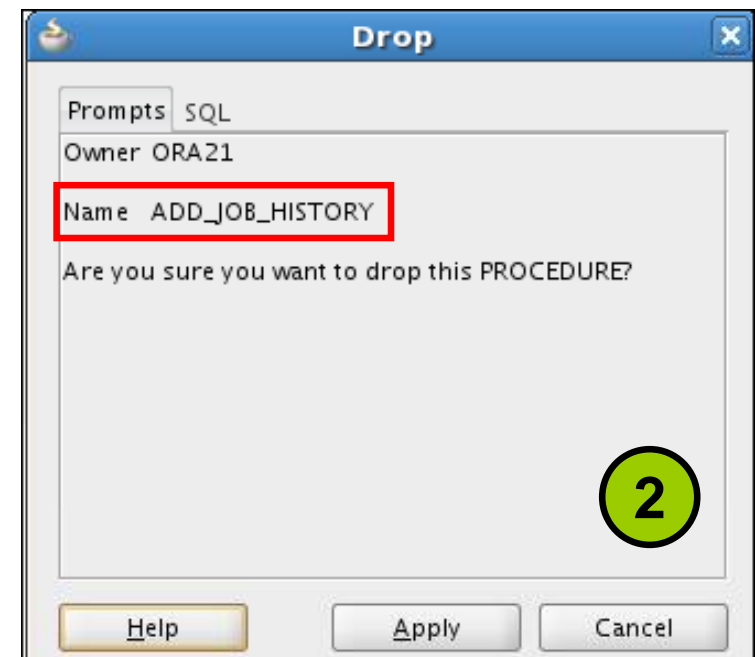 Drop
Prompts SQL
Owner ORA21
Name ADD_JOB_HISTORY
Are you sure you want to drop this PROCEDURE?
2
Help Apply Cancel